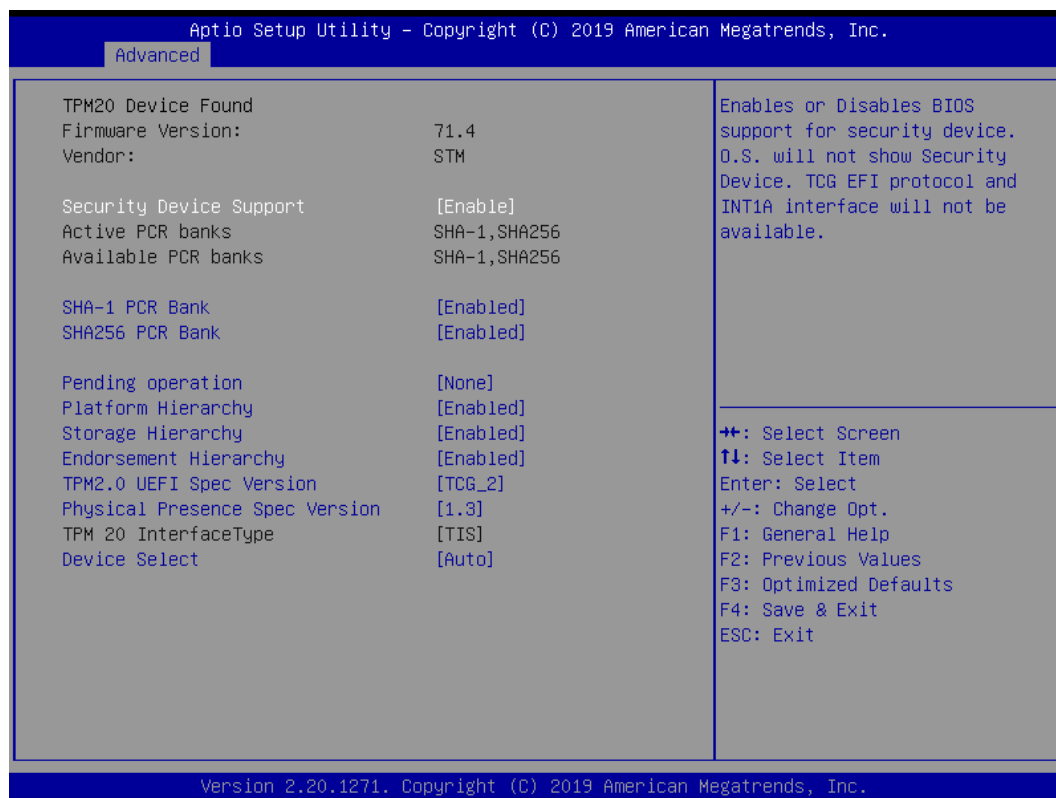 Aptio Setup Utility – Copyright (C) 2019 American Megatrends, Inc.
Advanced
TPM20 Device Found
Firmware Version: 71.4
Vendor: STM
Security Device Support [Enable]
Active PCR banks SHA-1,SHA256
Available PCR banks SHA-1,SHA256
SHA-1 PCR Bank [Enabled]
SHA256 PCR Bank [Enabled]
Pending operation [None]
Platform Hierarchy [Enabled]
Storage Hierarchy [Enabled]
Endorsement Hierarchy [Enabled]
TPM2.0 UEFI Spec Version [TCG_2]
Physical Presence Spec Version [1.3]
TPM 20 InterfaceType [TIS]
Device Select [Auto]
Enables or Disables BIOS
support for security device.
O.S. will not show Security
Device. TCG EFI protocol and
INT1A interface will not be
available.
→←: Select Screen
↑↓: Select Item
Enter: Select
+/-: Change Opt.
F1: General Help
F2: Previous Values
F3: Optimized Defaults
F4: Save & Exit
ESC: Exit
Version 2.20.1271. Copyright (C) 2019 American Megatrends, Inc.